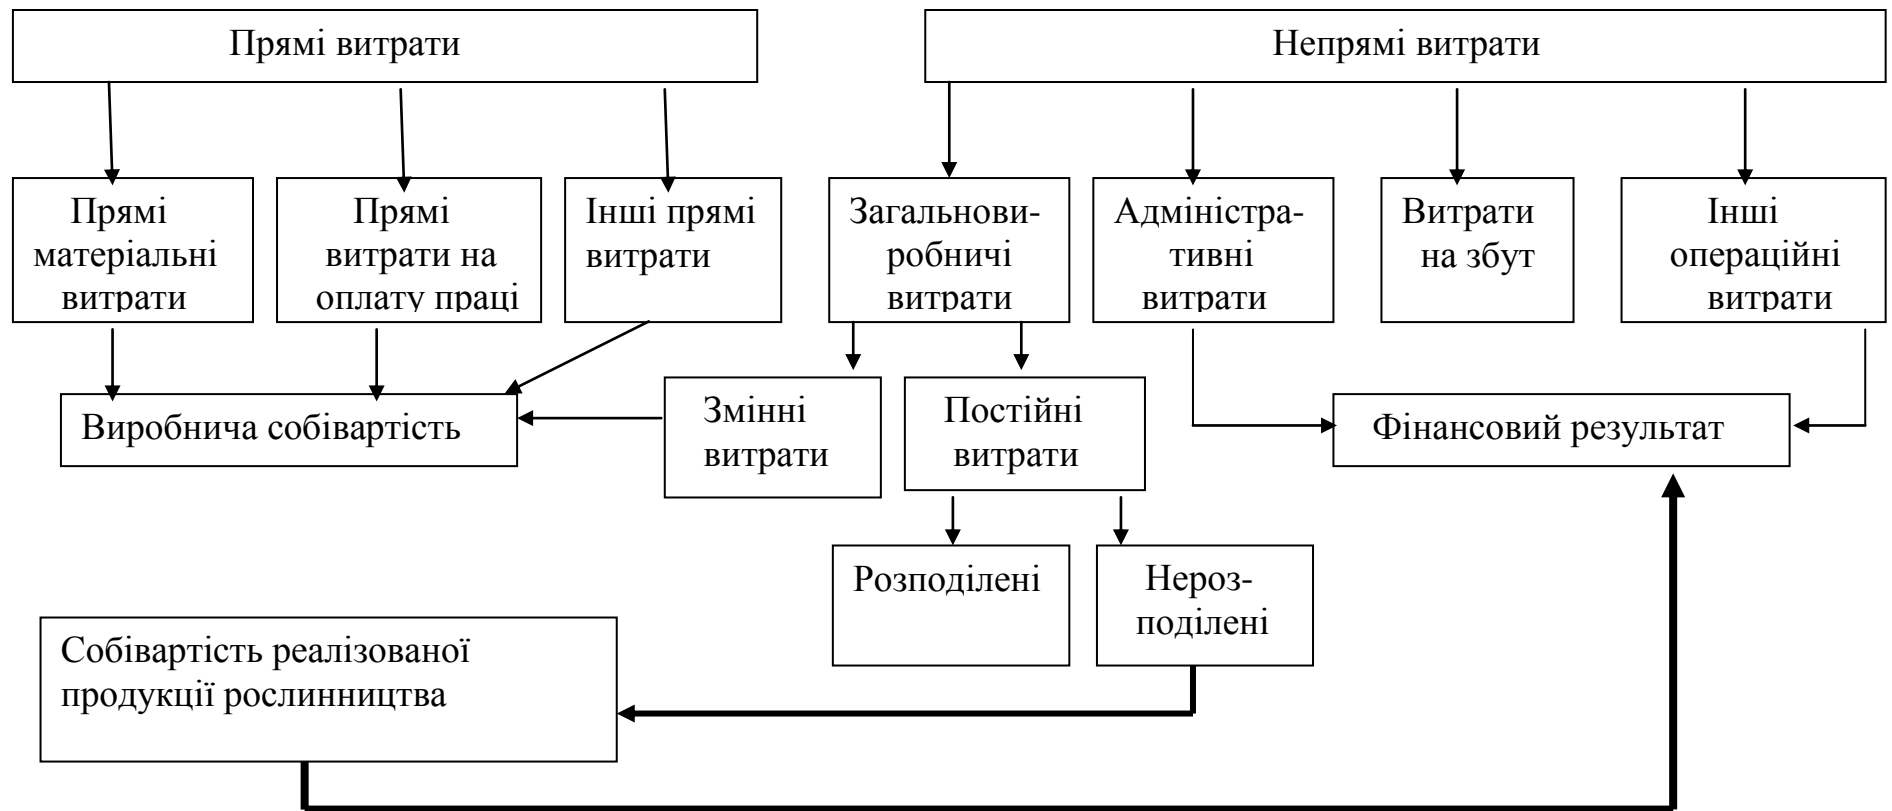 Прямі витрати
Непрямі витрати
Прямі
матеріальні
витрати
Прямі
витрати на
оплату праці
Інші прямі
витрати
Загальнови-
робничі
витрати
Адміністра-
тивні
витрати
Витрати
на збут
Інші
операційні
витрати
Виробнича собівартість
Змінні
витрати
Постійні
витрати
Фінансовий результат
Розподілені
Нероз-
поділені
Собівартість реалізованої
продукції рослинництва